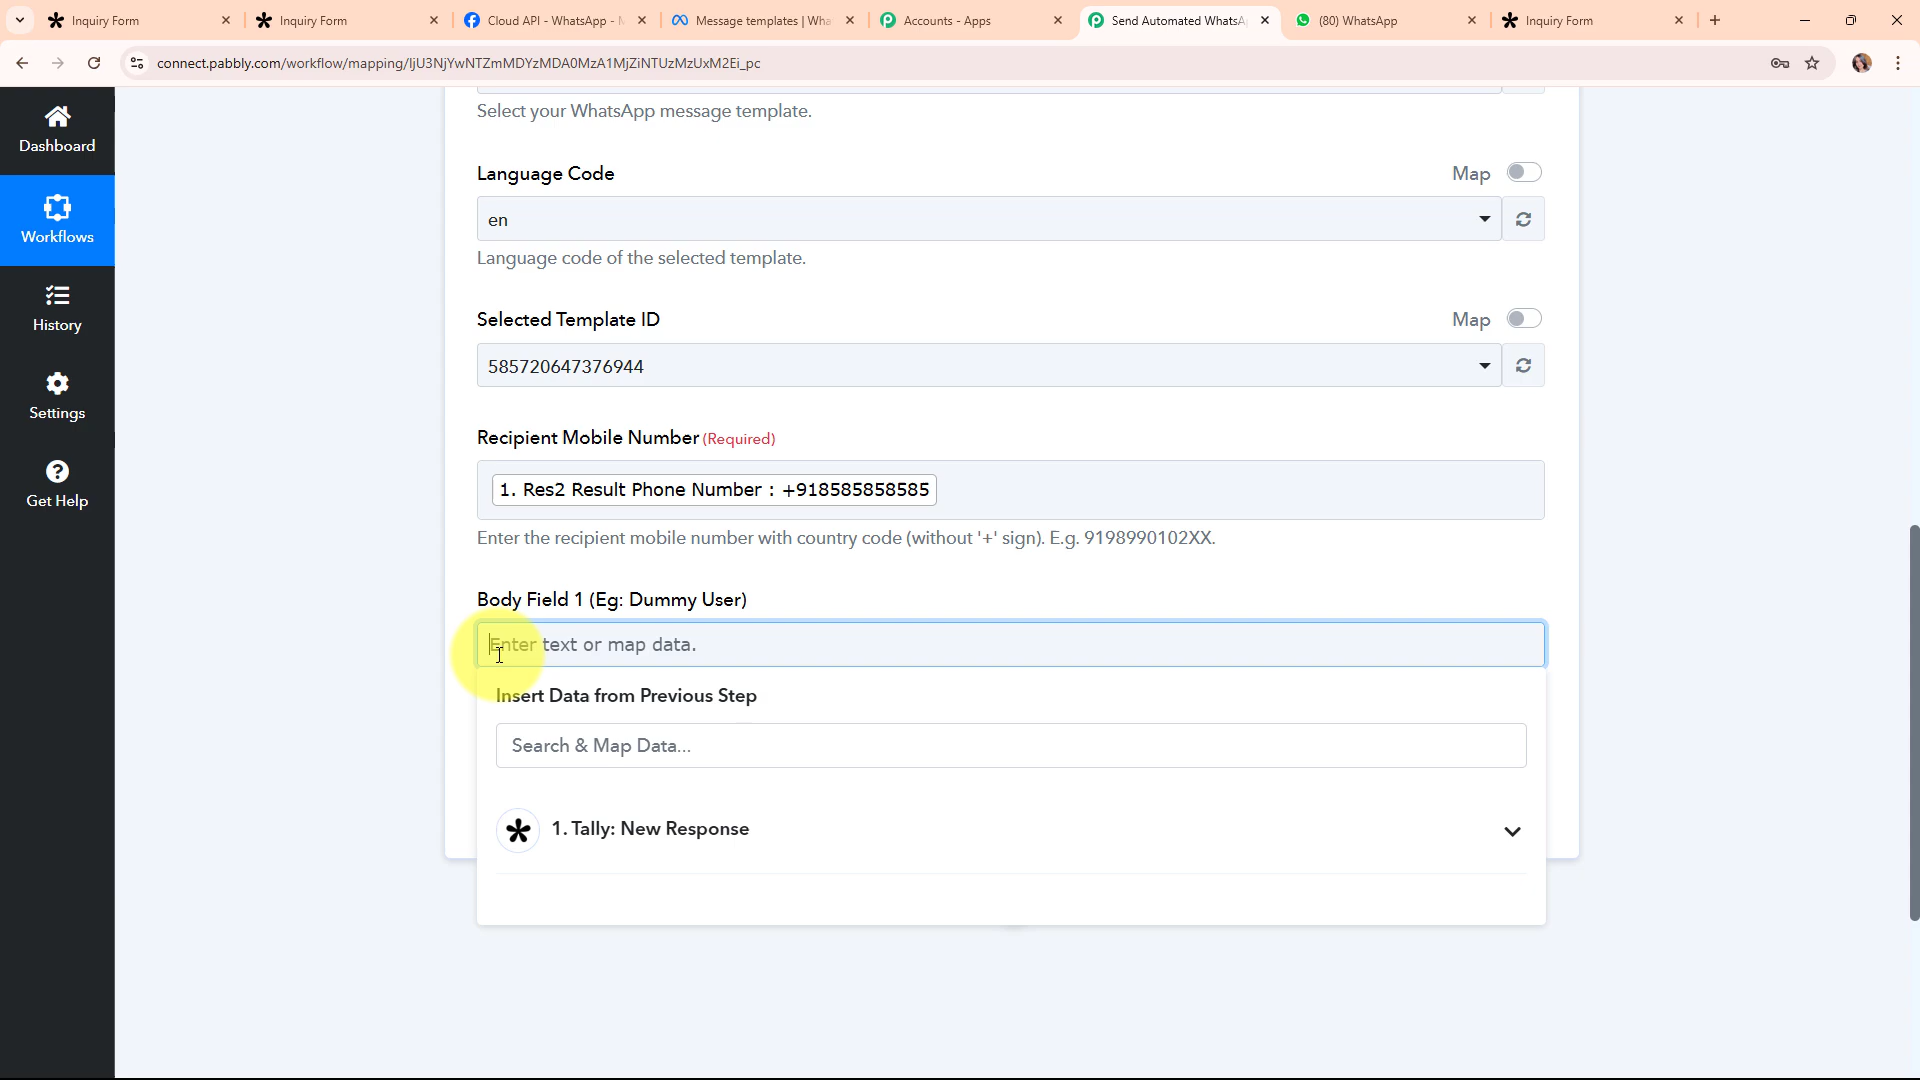 Inquiry Form
Inquiry Form
Cloud API - WhatsApp - M
Message templates | Wha
Accounts - Apps
Send Automated WhatsA
(80) WhatsApp
Inquiry Form
connect.pabbly.com/workflow/mapping/IjU3NjYwNTZmMDYzMDA0MzA1MjZiNTUzMzUxM2Ei_pc
Dashboard
Workflows
History
Settings
Get Help
Select your WhatsApp message template.
Language Code
Map
en
Language code of the selected template.
Selected Template ID
Map
585720647376944
Recipient Mobile Number (Required)
1. Res2 Result Phone Number : +918585858585
Enter the recipient mobile number with country code (without '+' sign). E.g. 9198990102XX.
Body Field 1 (Eg: Dummy User)
Enter text or map data.
Insert Data from Previous Step
Search & Map Data...
1. Tally: New Response